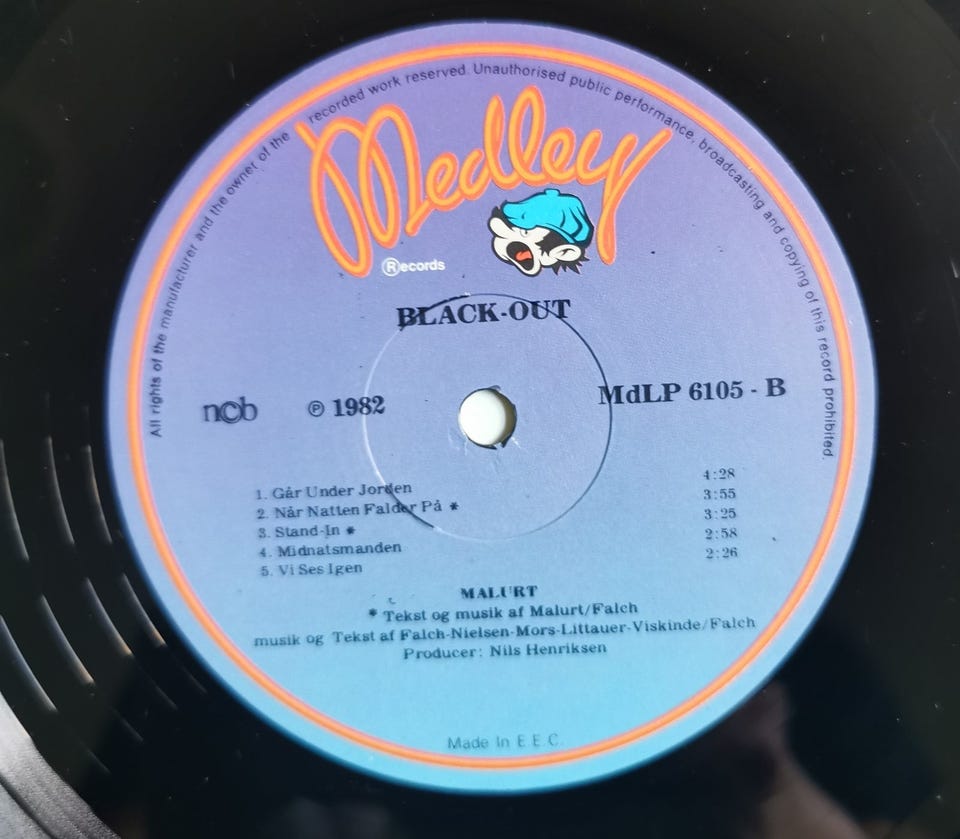 All rights of the manufacturer and the owner of the recorded work reserved. Unauthorised public performance, broadcasting and copying of this record prohibited.
Medley
Records
BLACK-OUT
ncb
℗ 1982
MdLP 6105 - B
1. Går Under Jorden 4:28
2. Når Natten Falder På * 3:55
3. Stand-In * 3:25
4. Midnatsmanden 2:58
5. Vi Ses Igen 2:26
MALURT
* Tekst og musik af Malurt/Falch
musik og Tekst af Falch-Nielsen-Mors-Littauer-Viskinde/Falch
Producer: Nils Henriksen
Made In E.E.C.